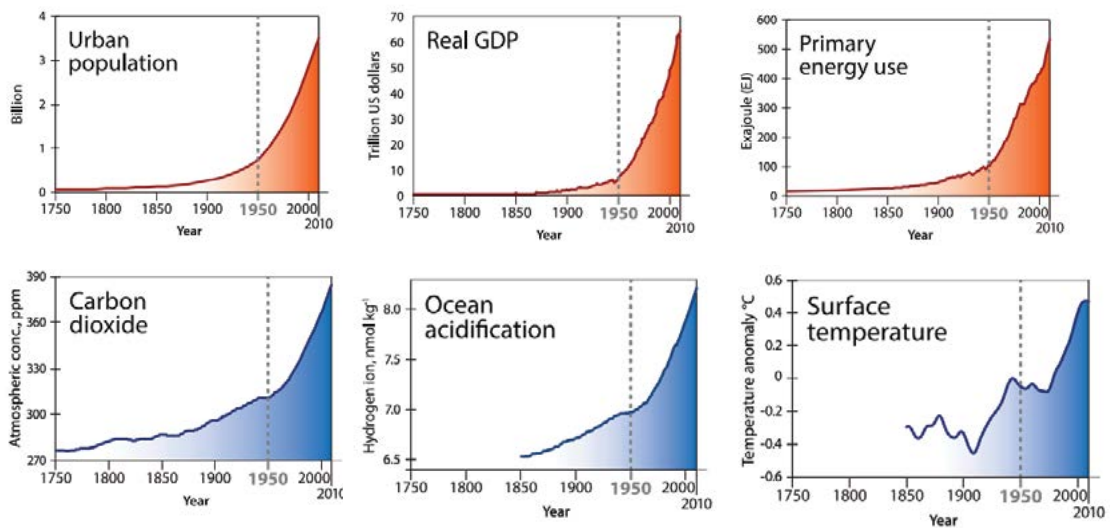 Urban
population
Billion
4
3
2
1
0
1750 1800 1850 1900 1950 2000
2010
Year
Real GDP
Trillion US dollars
70
60
50
40
30
20
10
0
1750 1800 1850 1900 1950 2000
2010
Year
Primary
energy use
Exajoule (EJ)
600
500
400
300
200
100
0
1750 1800 1850 1900 1950 2000
2010
Year
Carbon
dioxide
Atmospheric conc., ppm
390
360
330
300
270
1750 1800 1850 1900 1950 2000
2010
Year
Ocean
acidification
Hydrogen ion, nmol kg⁻¹
8.0
7.5
7.0
6.5
1750 1800 1850 1900 1950 2000
2010
Year
Surface
temperature
Temperature anomaly °C
0.6
0.4
0.2
0
-0.2
-0.4
-0.6
1750 1800 1850 1900 1950 2000
2010
Year